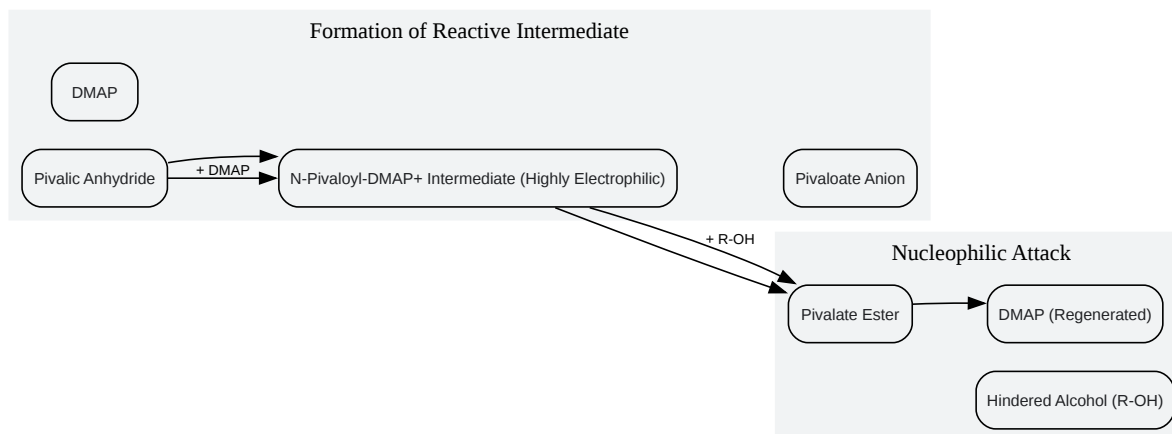 Formation of Reactive Intermediate
DMAP
Pivalic Anhydride
+ DMAP
N-Pivaloyl-DMAP+ Intermediate (Highly Electrophilic)
Pivaloate Anion
+ R-OH
Nucleophilic Attack
Pivalate Ester
DMAP (Regenerated)
Hindered Alcohol (R-OH)